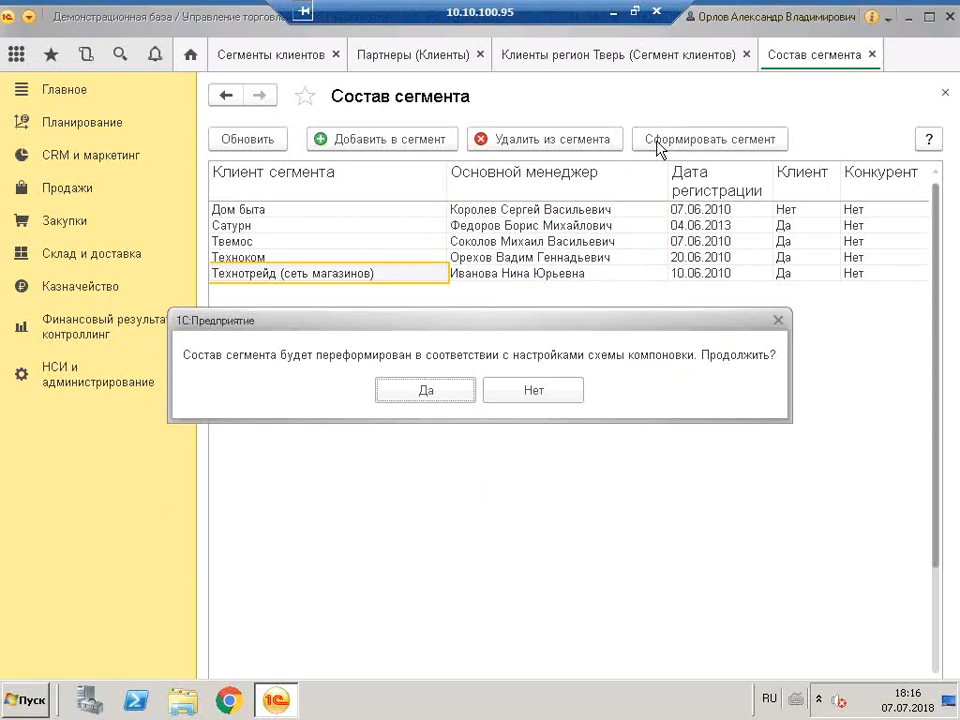 10.10.100.95
Демонстрационная база / Управление торговл
Орлов Александр Владимирович
Сегменты клиентов
Партнеры (Клиенты)
Клиенты регион Тверь (Сегмент клиентов)
Состав сегмента
Главное
Планирование
CRM и маркетинг
Продажи
Закупки
Склад и доставка
Казначейство
Финансовый результа
контроллинг
НСИ и
администрирование
Состав сегмента
Обновить
Добавить в сегмент
Удалить из сегмента
Сформировать сегмент
?
Клиент сегмента Основной менеджер Дата регистрации Клиент Конкурент
Дом быта Королев Сергей Васильевич 07.06.2010 Нет Нет
Сатурн Федоров Борис Михайлович 04.06.2013 Да Нет
Твемос Соколов Михаил Васильевич 07.06.2010 Да Нет
Техноком Орехов Вадим Геннадьевич 20.06.2010 Да Нет
Технотрейд (сеть магазинов) Иванова Нина Юрьевна 10.06.2010 Да Нет
1С:Предприятие
Состав сегмента будет переформирован в соответствии с настройками схемы компоновки. Продолжить?
Да
Нет
Пуск
RU
18:16
07.07.2018